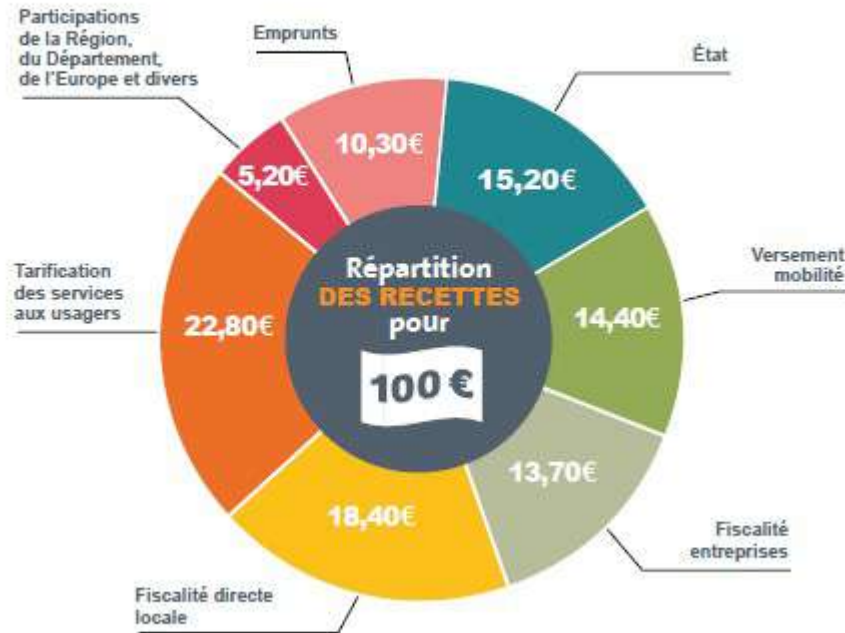 Participations
de la Région,
du Département,
de l'Europe et divers
Emprunts
État
10,30€
5,20€
15,20€
Répartition
DES RECETTES
pour
100 €
Versement
mobilité
Tarification
des services
aux usagers
22,80€
14,40€
13,70€
18,40€
Fiscalité
entreprises
Fiscalité directe
locale